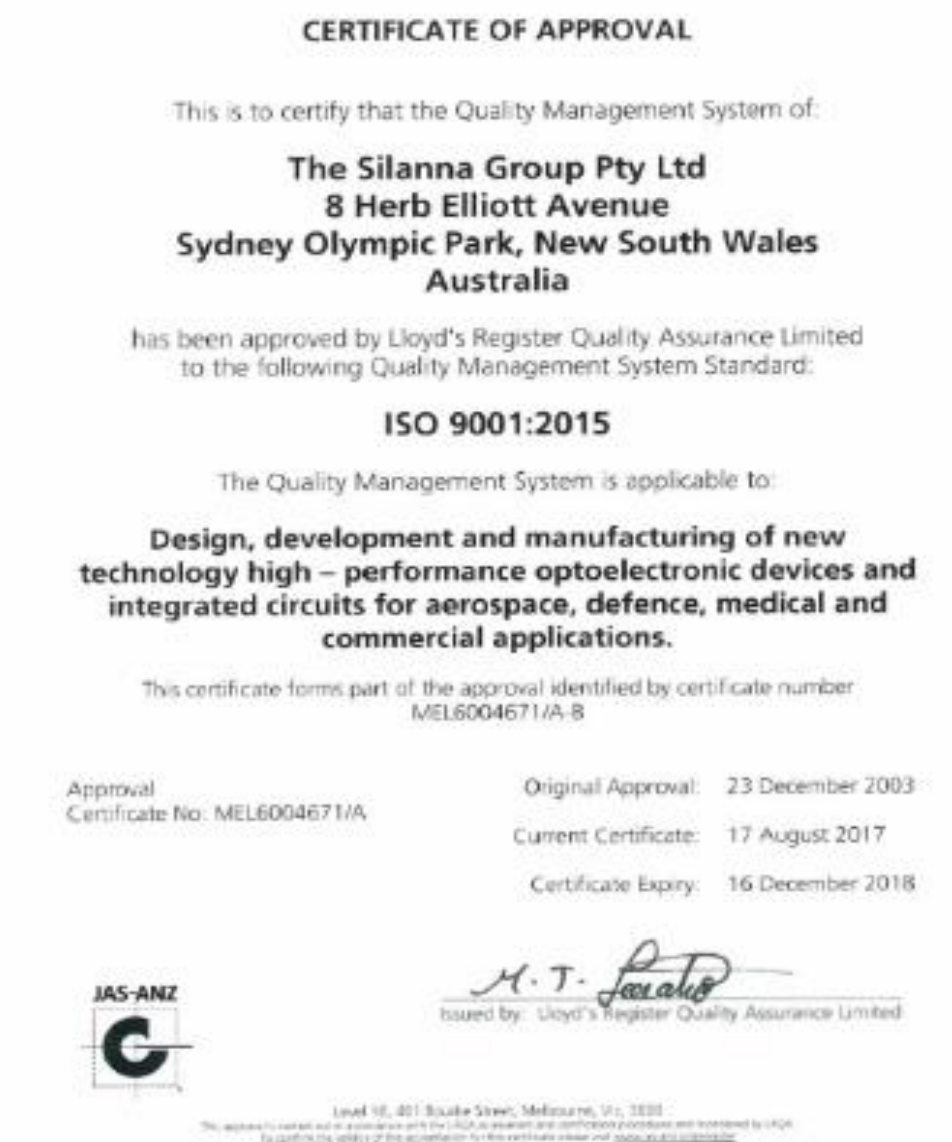 CERTIFICATE OF APPROVAL
This is to certify that the Quality Management System of:
The Silanna Group Pty Ltd
8 Herb Elliott Avenue
Sydney Olympic Park, New South Wales
Australia
has been approved by Lloyd's Register Quality Assurance Limited
to the following Quality Management System Standard:
ISO 9001:2015
The Quality Management System is applicable to:
Design, development and manufacturing of new
technology high – performance optoelectronic devices and
integrated circuits for aerospace, defence, medical and
commercial applications.
This certificate forms part of the approval identified by certificate number
MEL6004671/A-B
Approval
Certificate No: MEL6004671/A
Original Approval: 23 December 2003
Current Certificate: 17 August 2017
Certificate Expiry: 16 December 2018
M. T.
Issued by: Lloyd's Register Quality Assurance Limited
JAS-ANZ
Street, Melbourne,